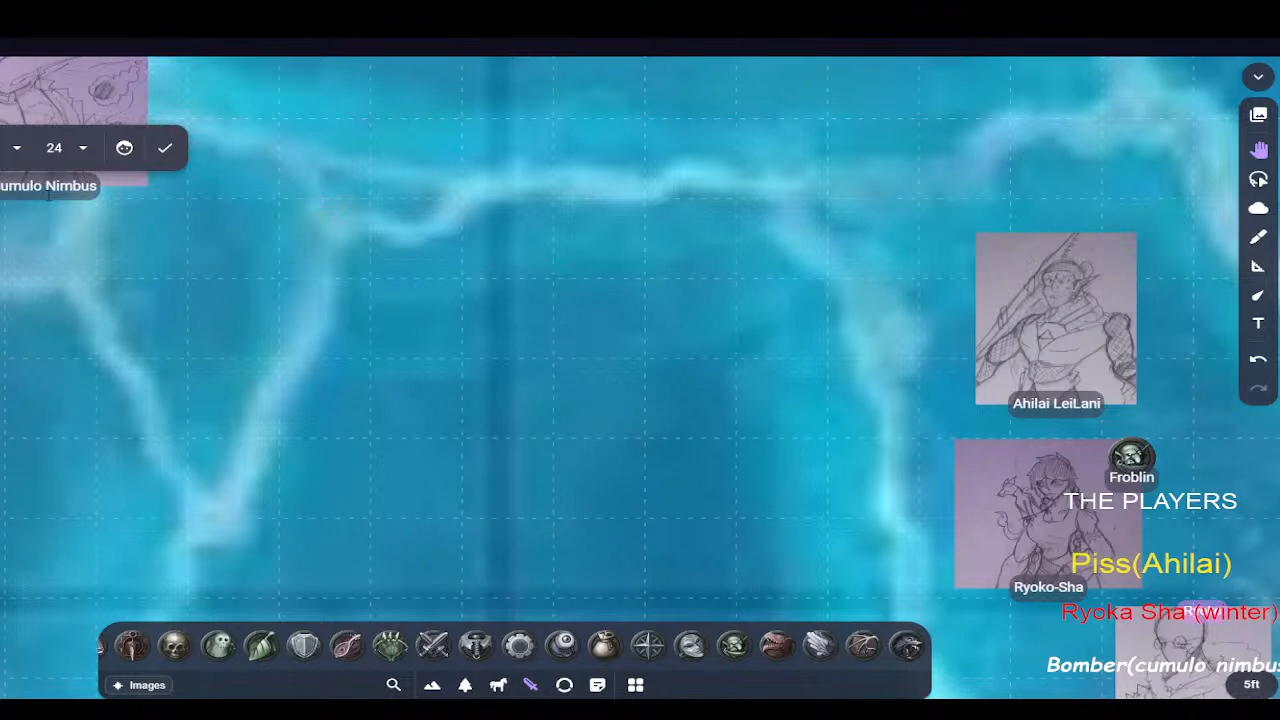 24
umulo Nimbus
Ahilai LeiLani
Froblin
THE PLAYERS
Piss(Ahilai)
Ryoko-Sha
Ryoka Sha (winter)
Bomber(cumulo nimbus
Images
5ft